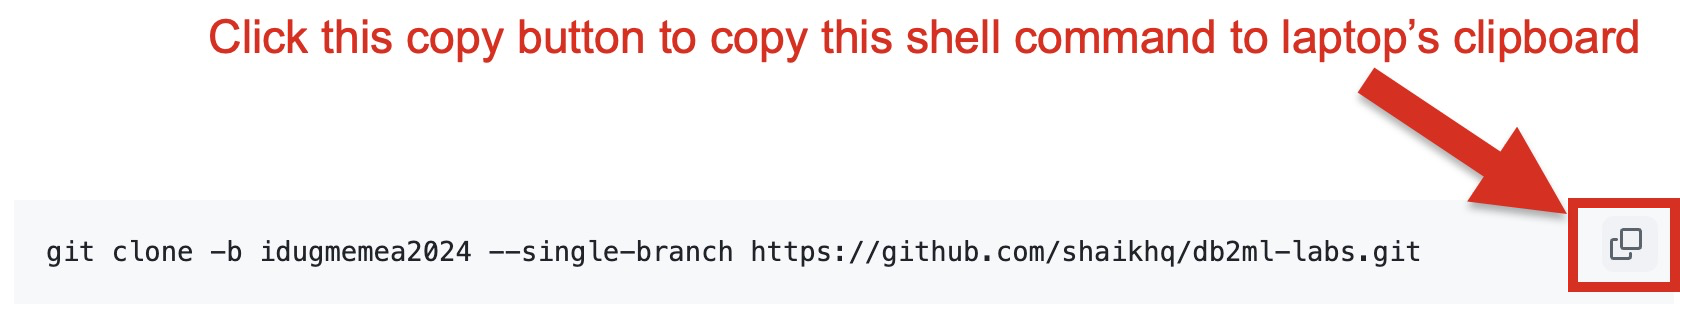 Click this copy button to copy this shell command to laptop’s clipboard
git clone -b idugmemea2024 --single-branch https://github.com/shaikhq/db2ml-labs.git